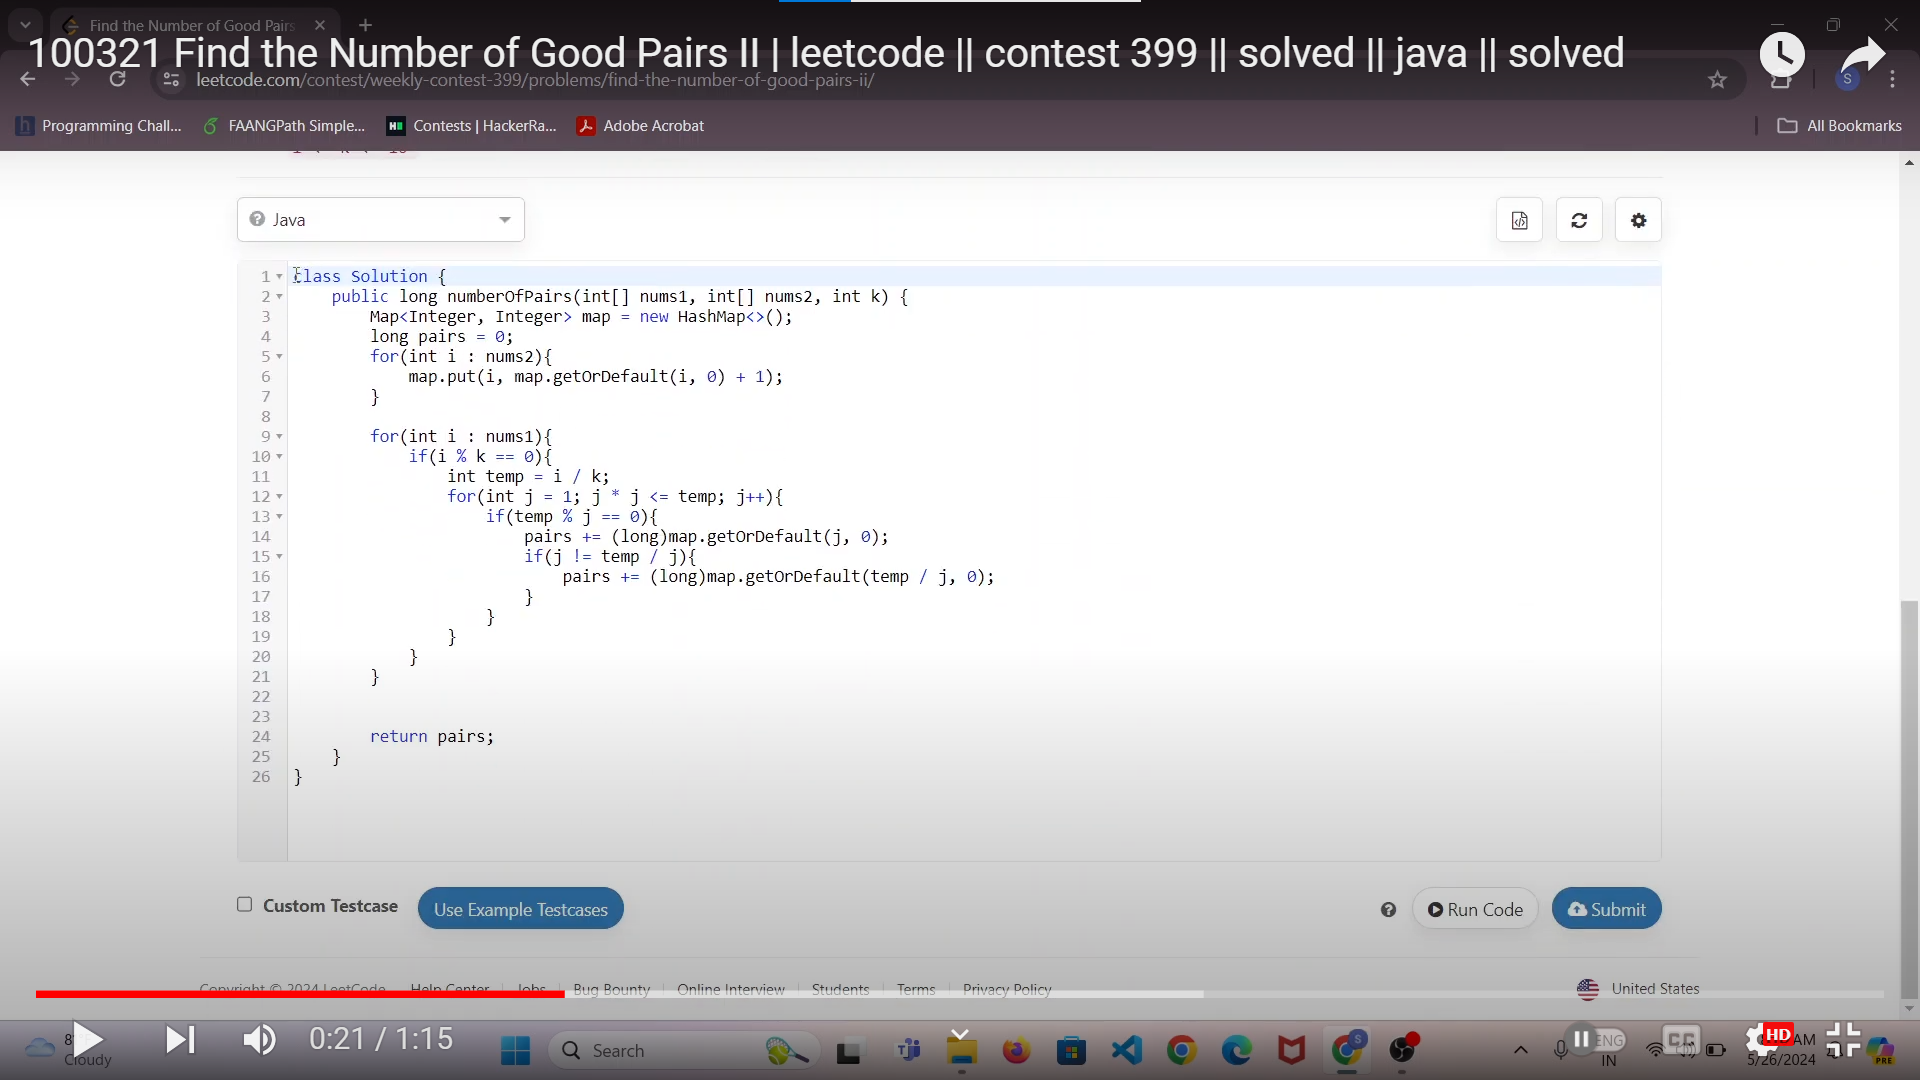 Find the Number of Good Pairs
100321 Find the Number of Good Pairs II | leetcode || contest 399 || solved || java || solved
leetcode.com/contest/weekly-contest-399/problems/find-the-number-of-good-pairs-ii/
S
Programming Chall... FAANGPath Simple... Contests | HackerRa... Adobe Acrobat All Bookmarks
Java
1 class Solution {
2     public long numberOfPairs(int[] nums1, int[] nums2, int k) {
3         Map<Integer, Integer> map = new HashMap<>();
4         long pairs = 0;
5         for(int i : nums2){
6             map.put(i, map.getOrDefault(i, 0) + 1);
7         }
8
9         for(int i : nums1){
10             if(i % k == 0){
11                 int temp = i / k;
12                 for(int j = 1; j * j <= temp; j++){
13                     if(temp % j == 0){
14                         pairs += (long)map.getOrDefault(j, 0);
15                         if(j != temp / j){
16                             pairs += (long)map.getOrDefault(temp / j, 0);
17                         }
18                     }
19                 }
20             }
21         }
22
23
24         return pairs;
25     }
26 }
Custom Testcase Use Example Testcases Run Code Submit
Copyright © 2024 LeetCode Help Center Jobs Bug Bounty Online Interview Students Terms Privacy Policy United States
0:21 / 1:15
Cloudy
Search
ENG
IN
CC
HD
AM
5/26/2024
PRE